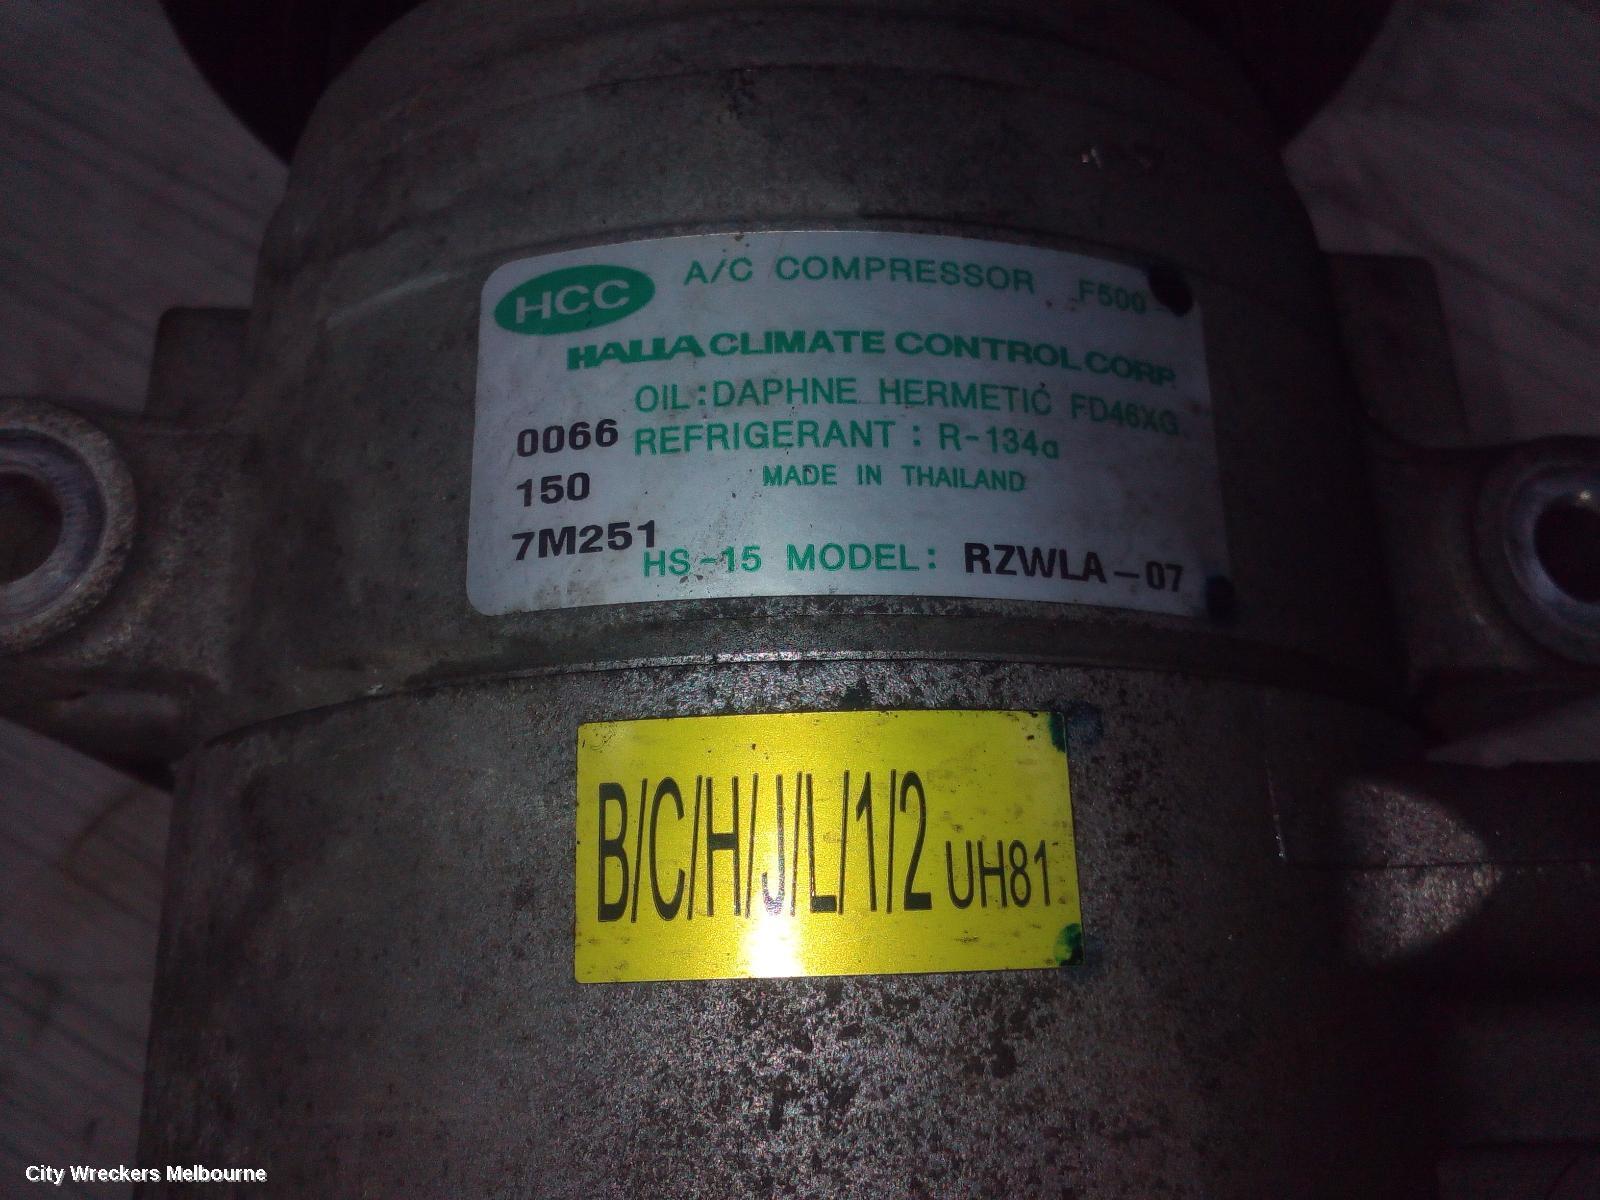 HCC A/C COMPRESSOR F500
HALLA CLIMATE CONTROL CORP.
OIL:DAPHNE HERMETIC FD46XG
0066 REFRIGERANT : R-134a
150 MADE IN THAILAND
7M251
HS-15 MODEL: RZWLA-07
B/C/H/J/L/1/2 UH81
City Wreckers Melbourne